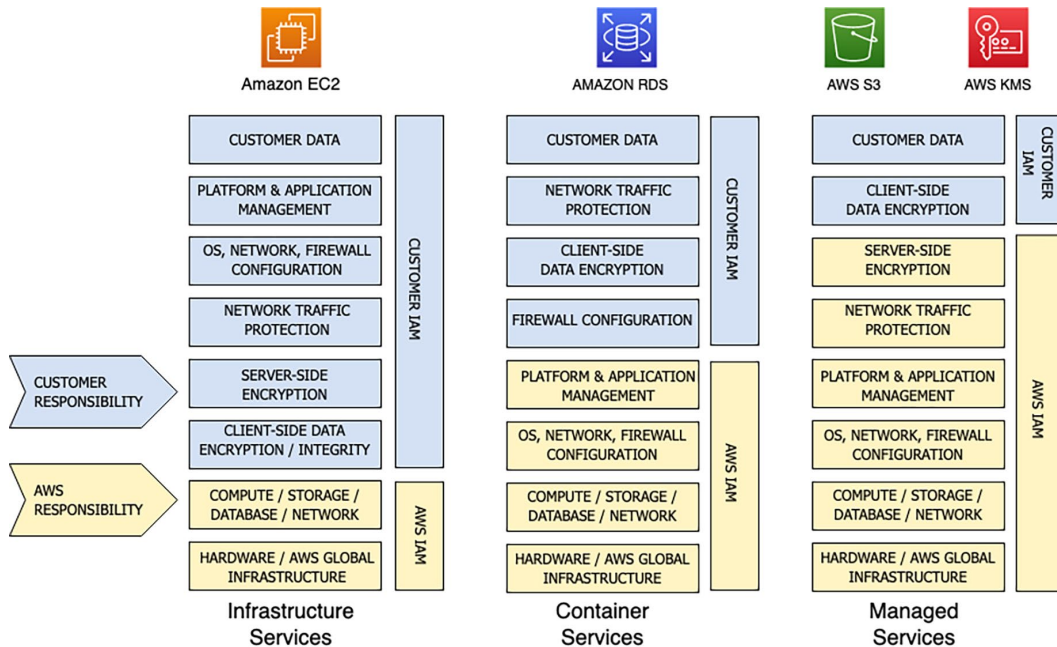 Amazon EC2
AMAZON RDS
AWS S3
AWS KMS
CUSTOMER DATA
PLATFORM & APPLICATION
MANAGEMENT
OS, NETWORK, FIREWALL
CONFIGURATION
NETWORK TRAFFIC
PROTECTION
SERVER-SIDE
ENCRYPTION
CLIENT-SIDE DATA
ENCRYPTION / INTEGRITY
COMPUTE / STORAGE /
DATABASE / NETWORK
HARDWARE / AWS GLOBAL
INFRASTRUCTURE
CUSTOMER IAM
AWS IAM
CUSTOMER
RESPONSIBILITY
AWS
RESPONSIBILITY
Infrastructure
Services
CUSTOMER DATA
NETWORK TRAFFIC
PROTECTION
CLIENT-SIDE
DATA ENCRYPTION
FIREWALL CONFIGURATION
PLATFORM & APPLICATION
MANAGEMENT
OS, NETWORK, FIREWALL
CONFIGURATION
COMPUTE / STORAGE /
DATABASE / NETWORK
HARDWARE / AWS GLOBAL
INFRASTRUCTURE
CUSTOMER IAM
AWS IAM
Container
Services
CUSTOMER DATA
CLIENT-SIDE
DATA ENCRYPTION
SERVER-SIDE
ENCRYPTION
NETWORK TRAFFIC
PROTECTION
PLATFORM & APPLICATION
MANAGEMENT
OS, NETWORK, FIREWALL
CONFIGURATION
COMPUTE / STORAGE /
DATABASE / NETWORK
HARDWARE / AWS GLOBAL
INFRASTRUCTURE
CUSTOMER
IAM
AWS IAM
Managed
Services